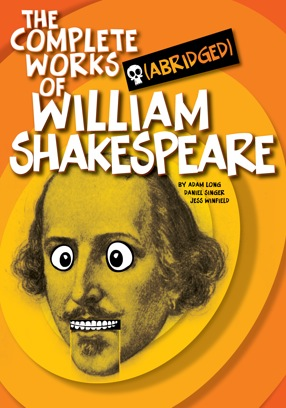 THE
COMPLETE
WORKS
(ABRIDGED)
OF
WILLIAM
SHAKESPEARE
BY ADAM LONG
DANIEL SINGER
JESS WINFIELD